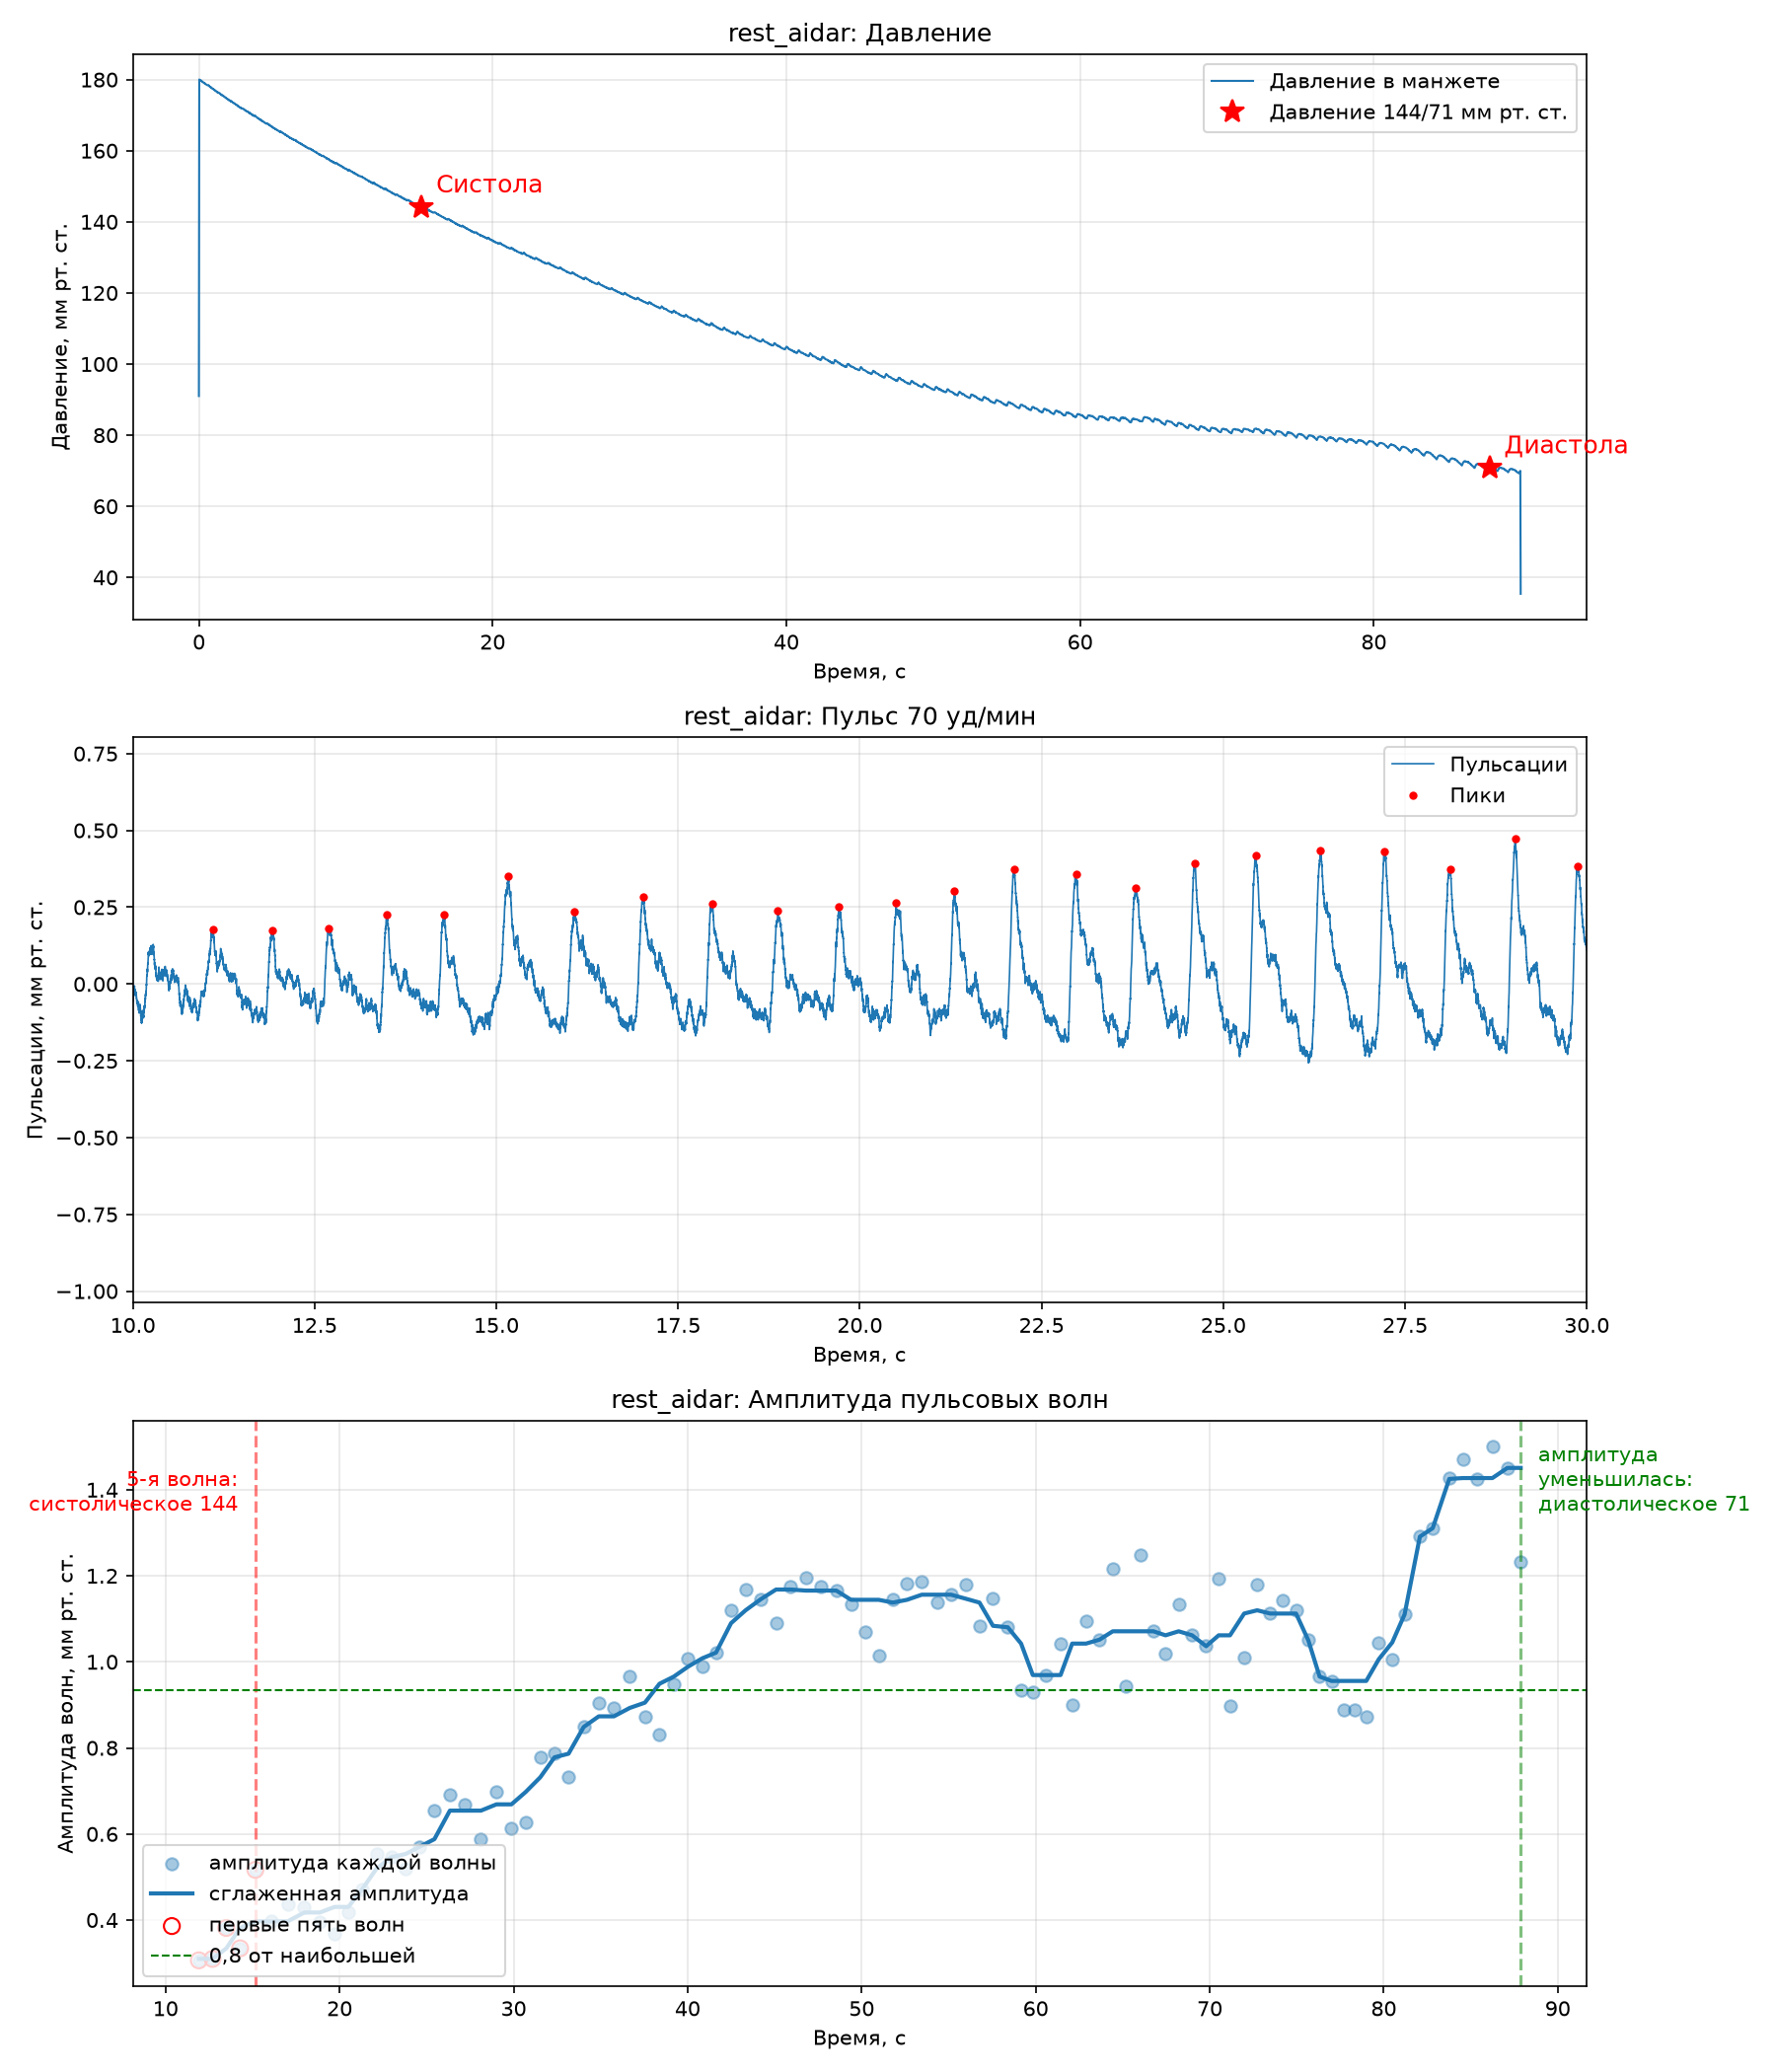 rest_aidar: Давление
Давление в манжете
Давление 144/71 мм рт. ст.
Систола
Диастола
Давление, мм рт. ст.
180
160
140
120
100
80
60
40
0
20
40
60
80
Время, с
rest_aidar: Пульс 70 уд/мин
Пульсации
Пики
Пульсации, мм рт. ст.
0.75
0.50
0.25
0.00
−0.25
−0.50
−0.75
−1.00
10.0
12.5
15.0
17.5
20.0
22.5
25.0
27.5
30.0
Время, с
rest_aidar: Амплитуда пульсовых волн
5-я волна:
систолическое 144
амплитуда
уменьшилась:
диастолическое 71
Амплитуда волн, мм рт. ст.
1.4
1.2
1.0
0.8
0.6
0.4
амплитуда каждой волны
сглаженная амплитуда
первые пять волн
0,8 от наибольшей
10
20
30
40
50
60
70
80
90
Время, с